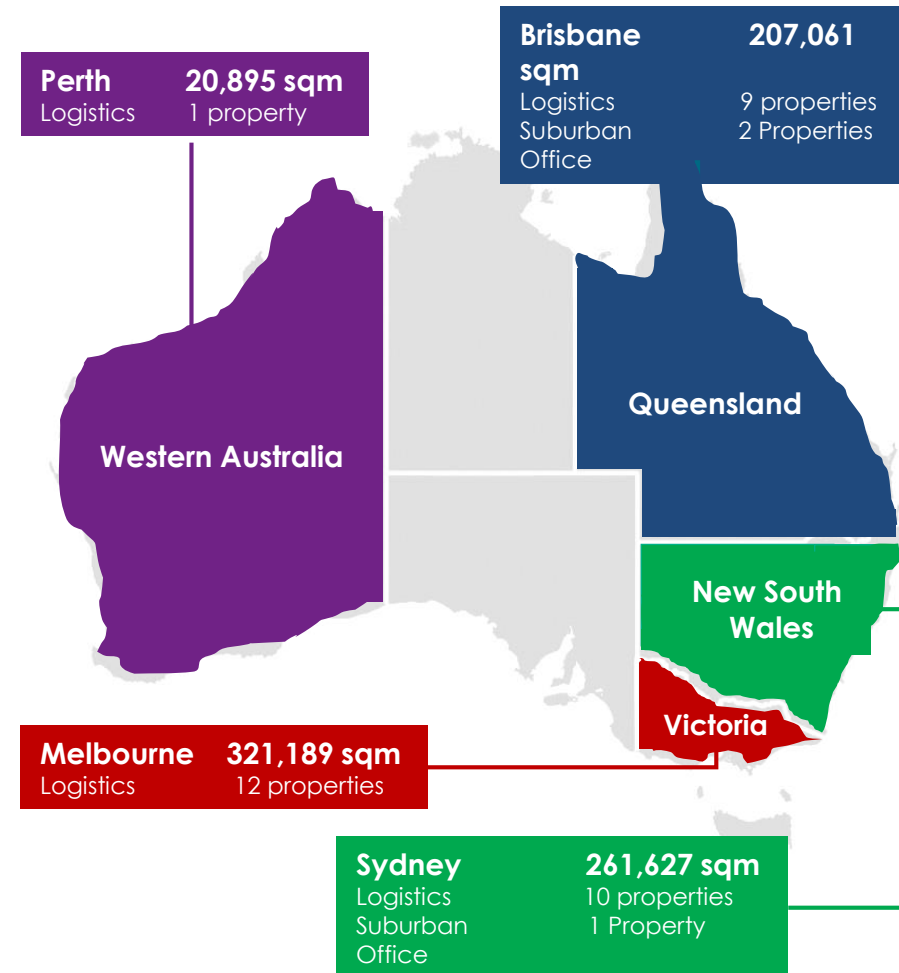 Brisbane 207,061
sqm
Logistics 9 properties
Suburban 2 Properties
Office
Perth 20,895 sqm
Logistics 1 property
Queensland
Western Australia
New South
Wales
Victoria
Melbourne 321,189 sqm
Logistics 12 properties
Sydney 261,627 sqm
Logistics 10 properties
Suburban 1 Property
Office